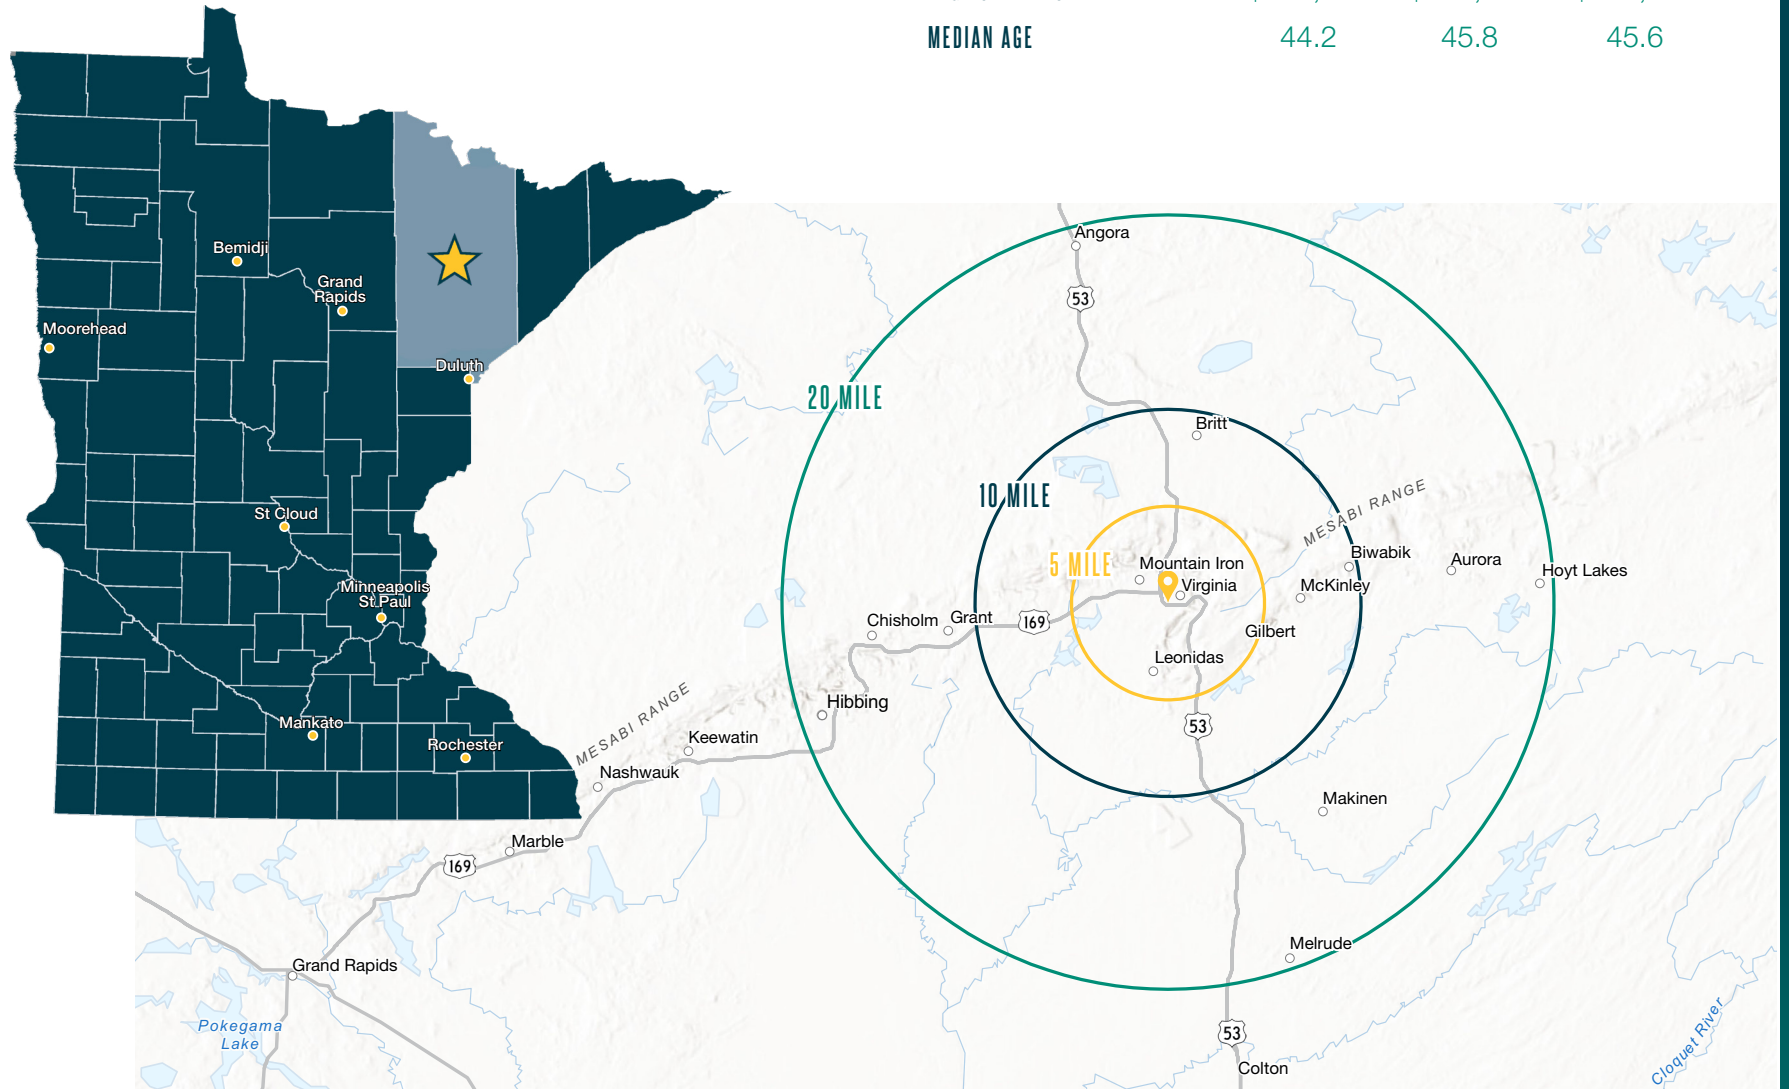 MEDIAN AGE 44.2 45.8 45.6
Bemidji
Grand
Rapids
Moorehead
Duluth
St Cloud
Minneapolis
St.Paul
Mankato
Rochester
Angora
53
20 MILE
Britt
10 MILE
MESABI RANGE
5 MILE
Mountain Iron
Virginia
Biwabik
Aurora
Hoyt Lakes
McKinley
Chisholm
Grant
169
Gilbert
Leonidas
Hibbing
53
MESABI RANGE
Keewatin
Nashwauk
Makinen
Marble
169
Melrude
Grand Rapids
Pokegama
Lake
53
Colton
Cloquet River